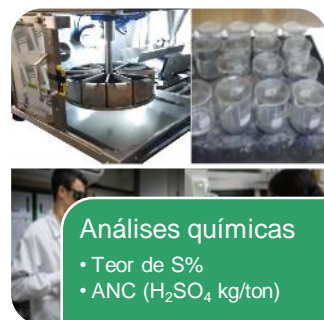 Análises químicas
• Teor de S%
• ANC (H₂SO₄ kg/ton)